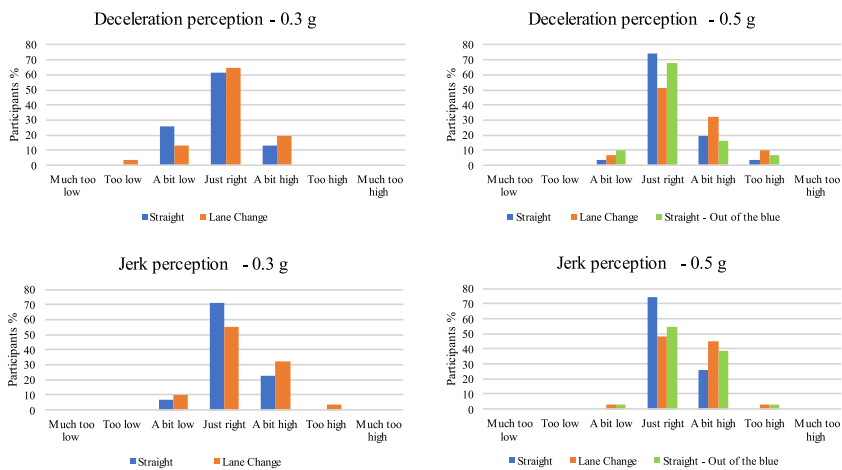 Deceleration perception - 0.3 g
80
70
60
50
40
30
20
10
0
Participants %
Much too low
Too low
A bit low
Just right
A bit high
Too high
Much too high
Straight
Lane Change
Deceleration perception - 0.5 g
80
70
60
50
40
30
20
10
0
Participants %
Much too low
Too low
A bit low
Just right
A bit high
Too high
Much too high
Straight
Lane Change
Straight - Out of the blue
Jerk perception - 0.3 g
80
70
60
50
40
30
20
10
0
Participants %
Much too low
Too low
A bit low
Just right
A bit high
Too high
Much too high
Straight
Lane Change
Jerk perception - 0.5 g
80
70
60
50
40
30
20
10
0
Participants %
Much too low
Too low
A bit low
Just right
A bit high
Too high
Much too high
Straight
Lane Change
Straight - Out of the blue